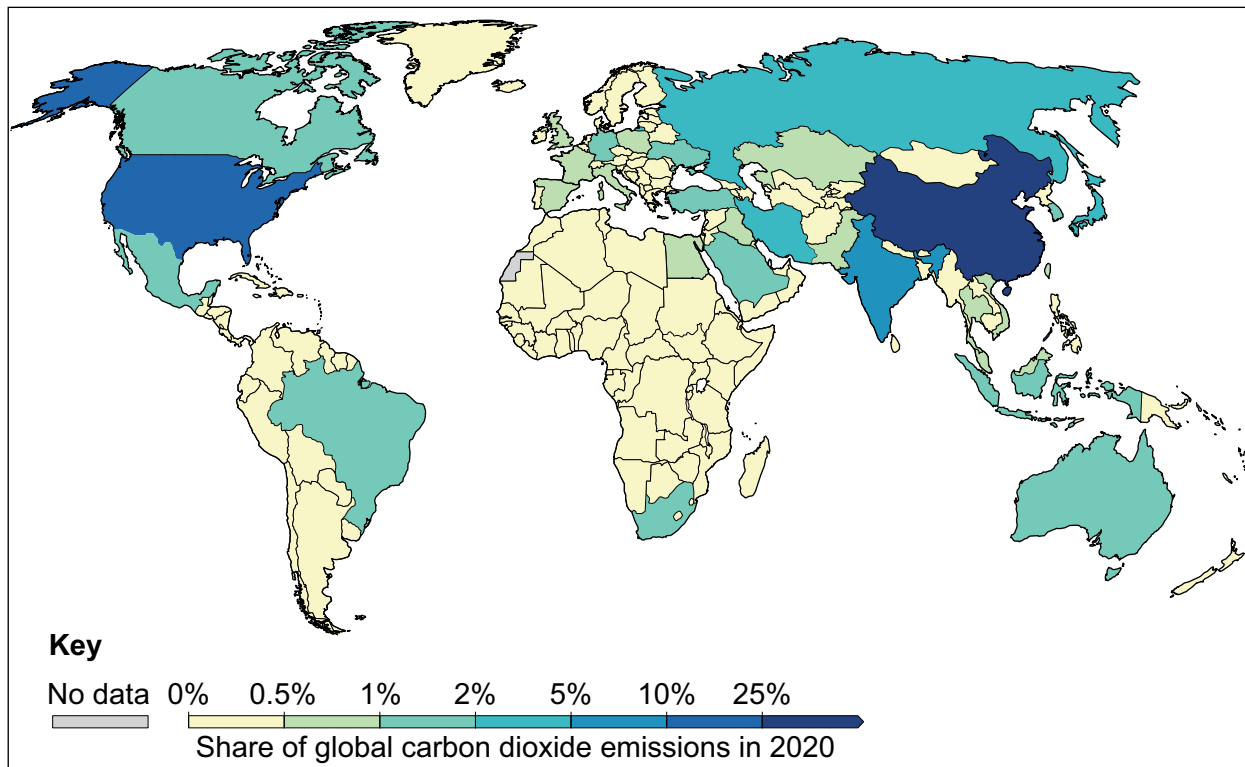 Key
No data 0% 0.5% 1% 2% 5% 10% 25%
Share of global carbon dioxide emissions in 2020